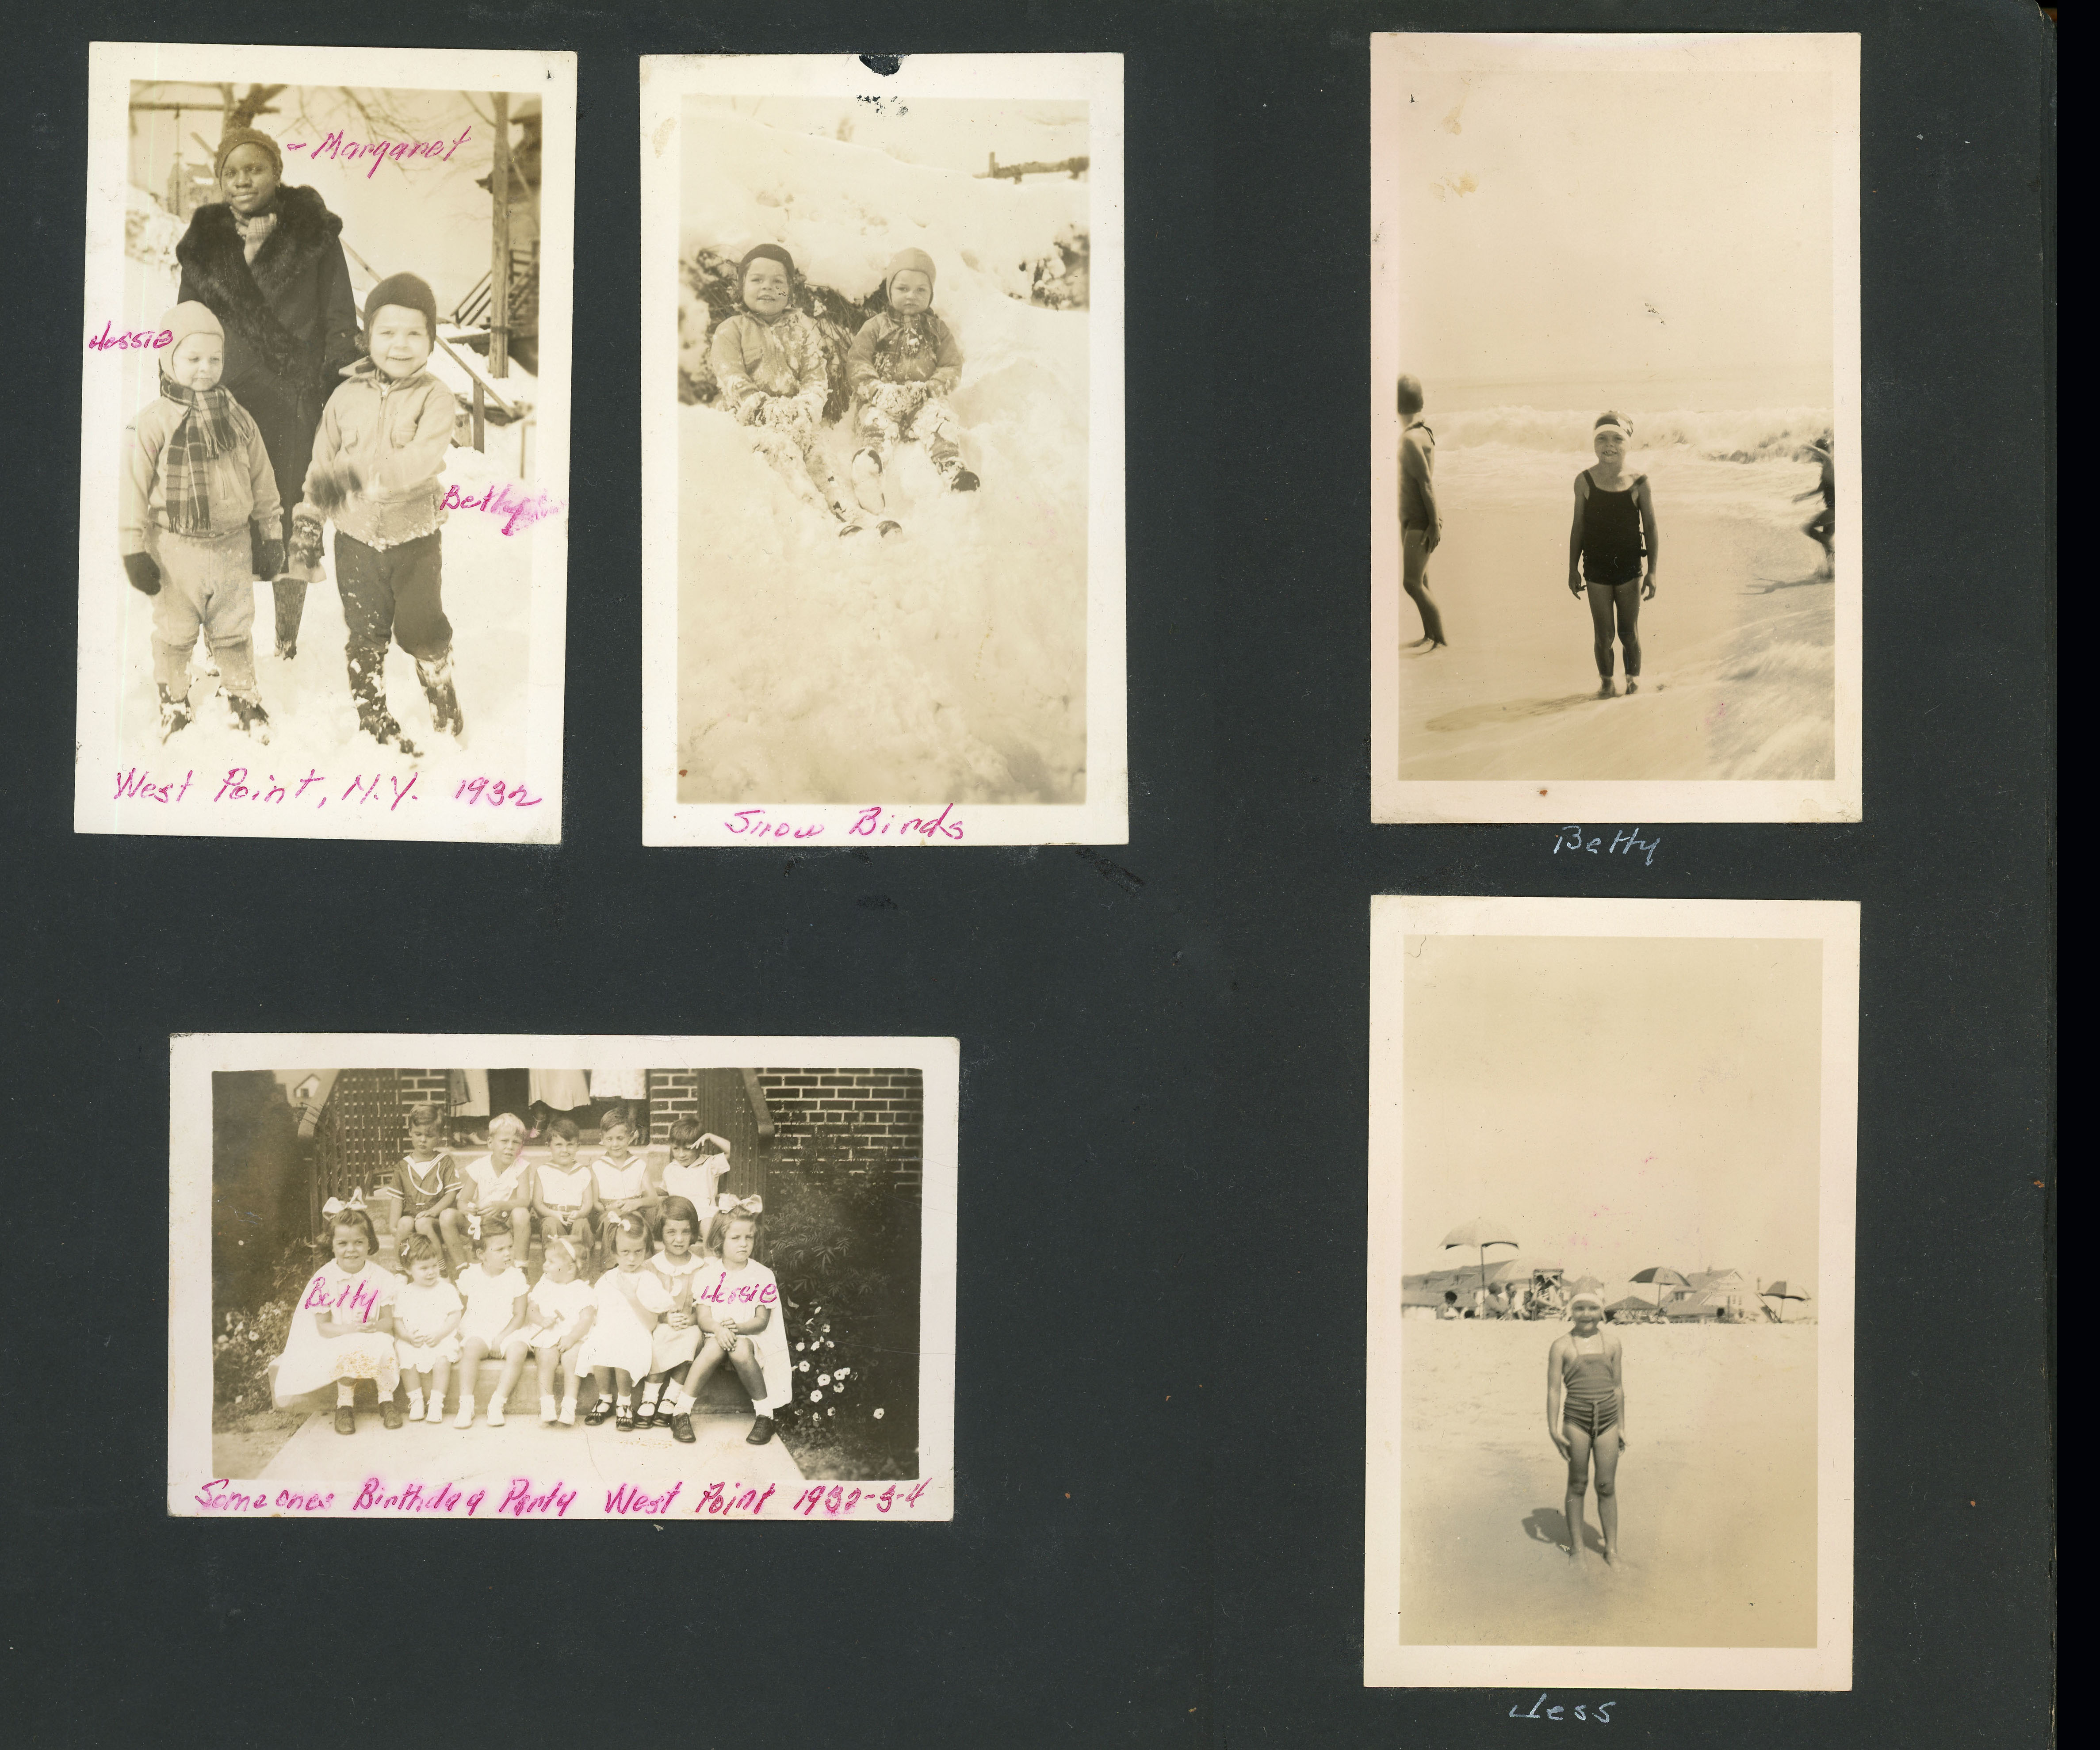 - Margaret
Jessie
Betty
West Point, N.Y. 1932
Snow Birds
Betty
Betty
Jessie
Someones Birthday Party West Point 1932-3-4
Jess